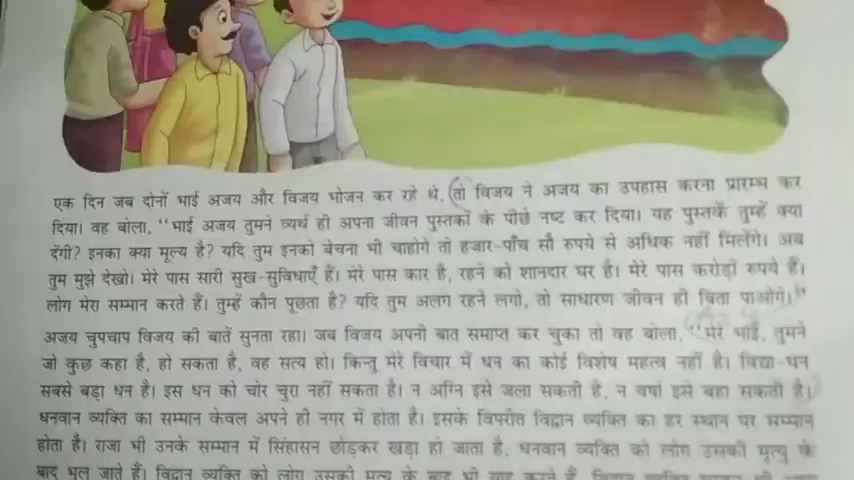 एक दिन जब दोनों भाई अजय और विजय भोजन कर रहे थे, तो विजय ने अजय का उपहास करना प्रारम्भ कर
दिया। वह बोला, ‘‘भाई अजय तुमने व्यर्थ ही अपना जीवन पुस्तकों के पीछे नष्ट कर दिया। यह पुस्तकें तुम्हें क्या
देंगी? इनका क्या मूल्य है? यदि तुम इनको बेचना भी चाहोगे तो हजार-पाँच सौ रुपये से अधिक नहीं मिलेंगे। अब
तुम मुझे देखो। मेरे पास सारी सुख-सुविधाएँ हैं। मेरे पास कार है, रहने को शानदार घर है। मेरे पास करोड़ों रुपये हैं।
लोग मेरा सम्मान करते हैं। तुम्हें कौन पूछता है? यदि तुम अलग रहने लगो, तो साधारण जीवन ही बिता पाओगे।’’
अजय चुपचाप विजय की बातें सुनता रहा। जब विजय अपनी बात समाप्त कर चुका तो वह बोला, ‘‘मेरे भाई, तुमने
जो कुछ कहा है, हो सकता है, वह सत्य हो। किन्तु मेरे विचार में धन का कोई विशेष महत्व नहीं है। विद्या-धन
सबसे बड़ा धन है। इस धन को चोर चुरा नहीं सकता है। न अग्नि इसे जला सकती है, न वर्षा इसे बहा सकती है।
धनवान व्यक्ति का सम्मान केवल अपने ही नगर में होता है। इसके विपरीत विद्वान व्यक्ति का हर स्थान पर सम्मान
होता है। राजा भी उनके सम्मान में सिंहासन छोड़कर खड़ा हो जाता है, धनवान व्यक्ति को लोग उसकी मृत्यु के
बाद भूल जाते हैं। विद्वान व्यक्ति को लोग उसकी मृत्यु के बाद भी याद करते हैं,